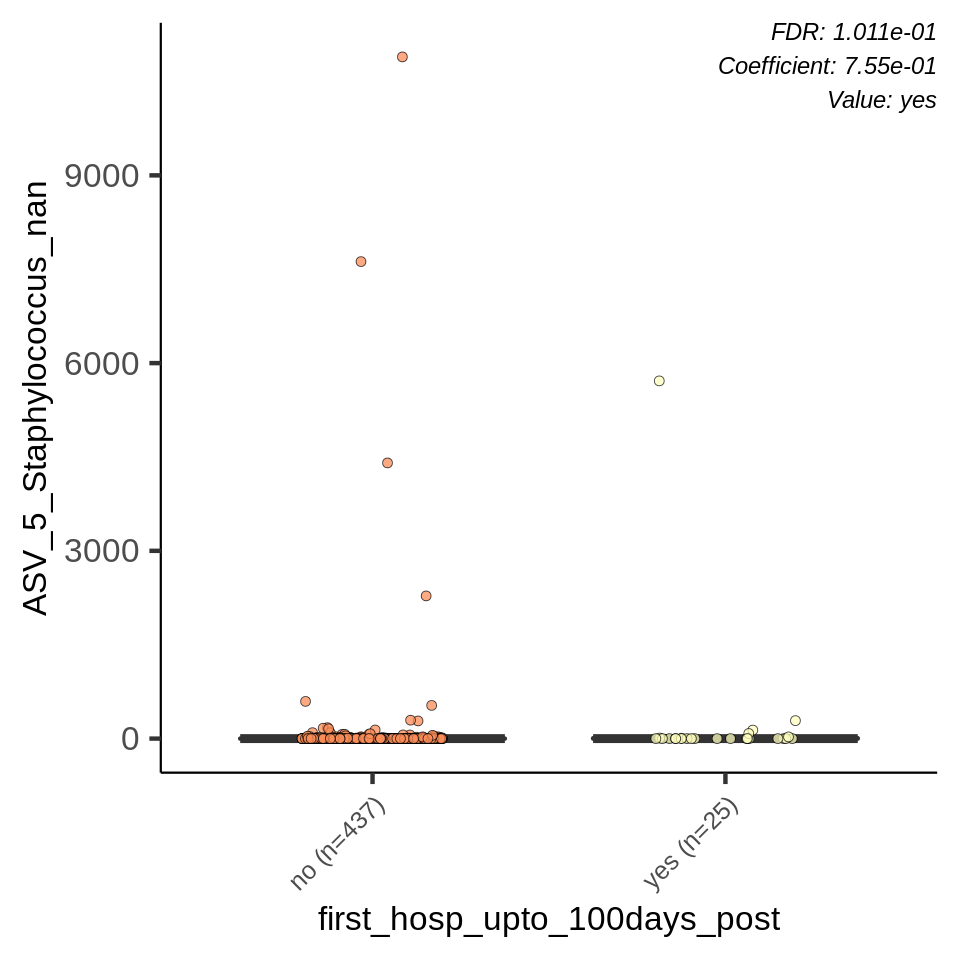 FDR: 1.011e-01
Coefficient: 7.55e-01
Value: yes
ASV_5_Staphylococcus_nan
9000
6000
3000
0
no (n=437)
yes (n=25)
first_hosp_upto_100days_post